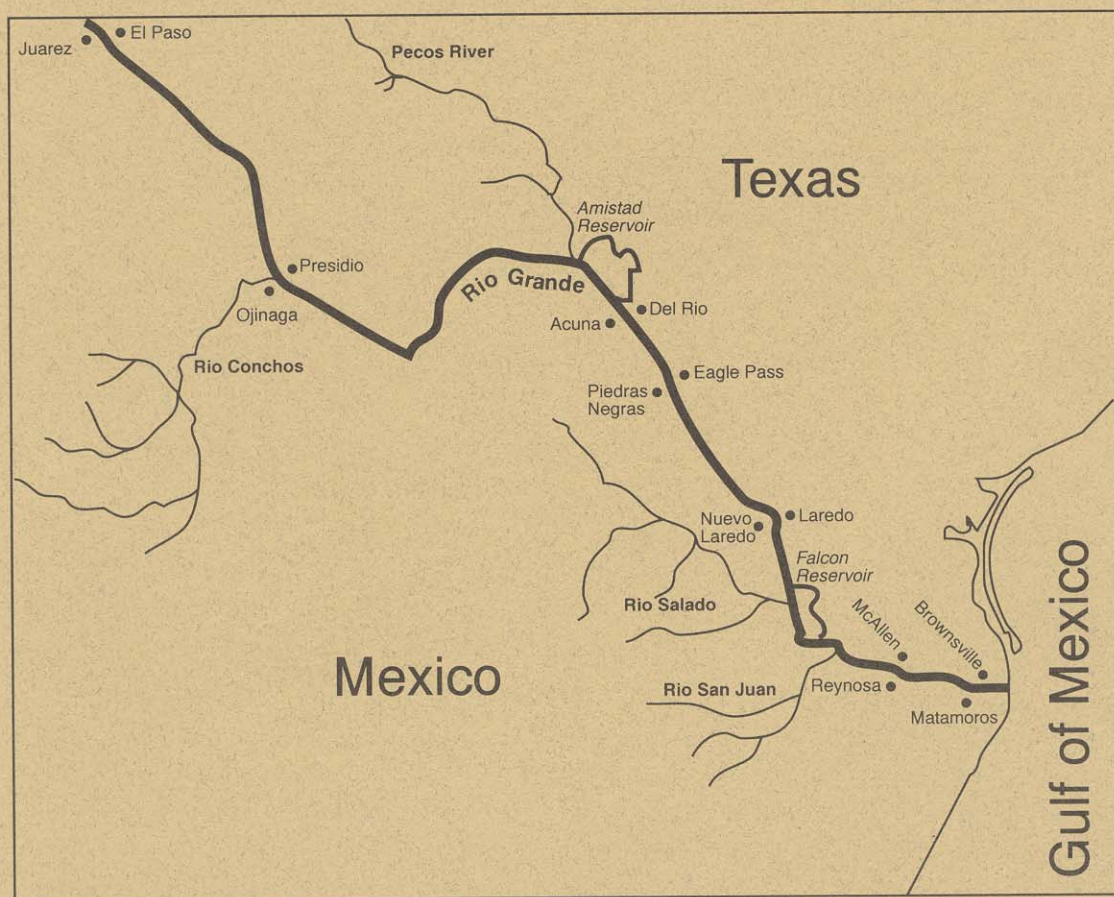 El Paso
Juarez
Pecos River
Texas
Amistad
Reservoir
Presidio
Rio Grande
Ojinaga
Del Rio
Acuna
Rio Conchos
Eagle Pass
Piedras
Negras
Nuevo
Laredo
Laredo
Falcon
Reservoir
Rio Salado
McAllen
Brownsville
Mexico
Rio San Juan
Reynosa
Matamoros
Gulf of Mexico